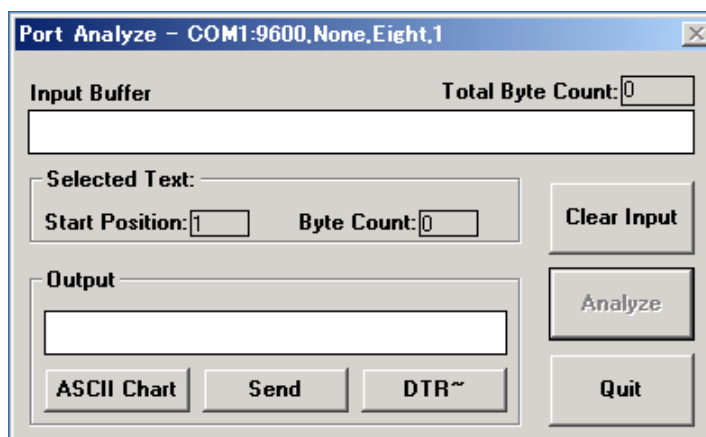 Port Analyze - COM1:9600,None,Eight,1
Input Buffer Total Byte Count: 0
Selected Text:
Start Position: 1 Byte Count: 0
Clear Input
Output
Analyze
ASCII Chart Send DTR~ Quit